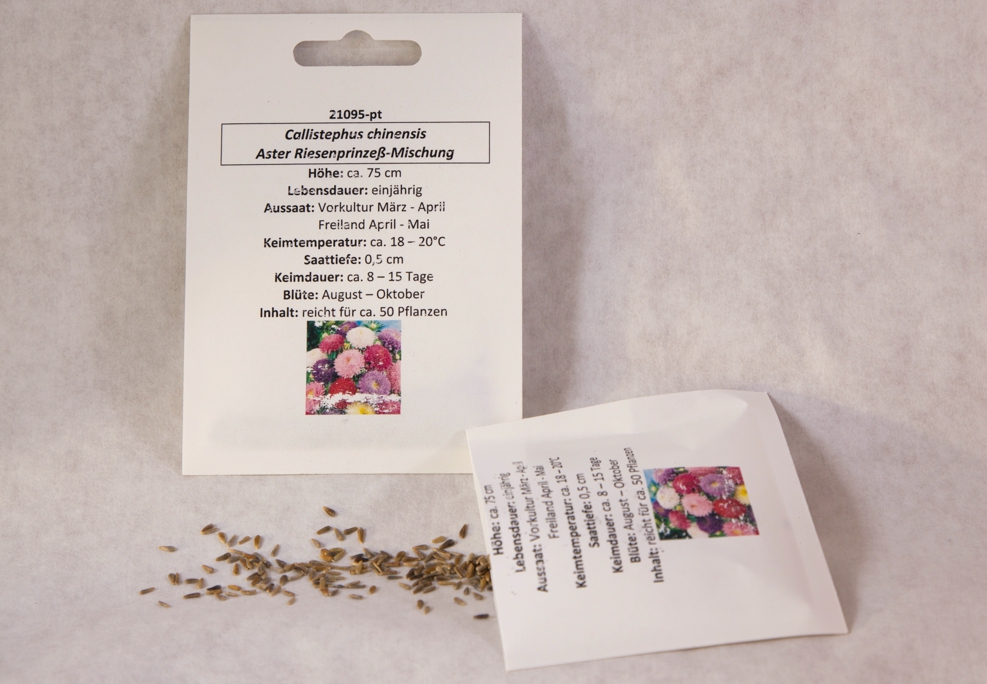 21095-pt
Callistephus chinensis
Aster Riesenprinzeß-Mischung
Höhe: ca. 75 cm
Lebensdauer: einjährig
Aussaat: Vorkultur März - April
Freiland April - Mai
Keimtemperatur: ca. 18 – 20°C
Saattiefe: 0,5 cm
Keimdauer: ca. 8 – 15 Tage
Blüte: August – Oktober
Inhalt: reicht für ca. 50 Pflanzen
Höhe: ca. 75 cm
Lebensdauer: einjährig
Aussaat: Vorkultur März - April
Freiland April - Mai
Keimtemperatur: ca. 18 – 20°C
Saattiefe: 0,5 cm
Keimdauer: ca. 8 – 15 Tage
Blüte: August – Oktober
Inhalt: reicht für ca. 50 Pflanzen